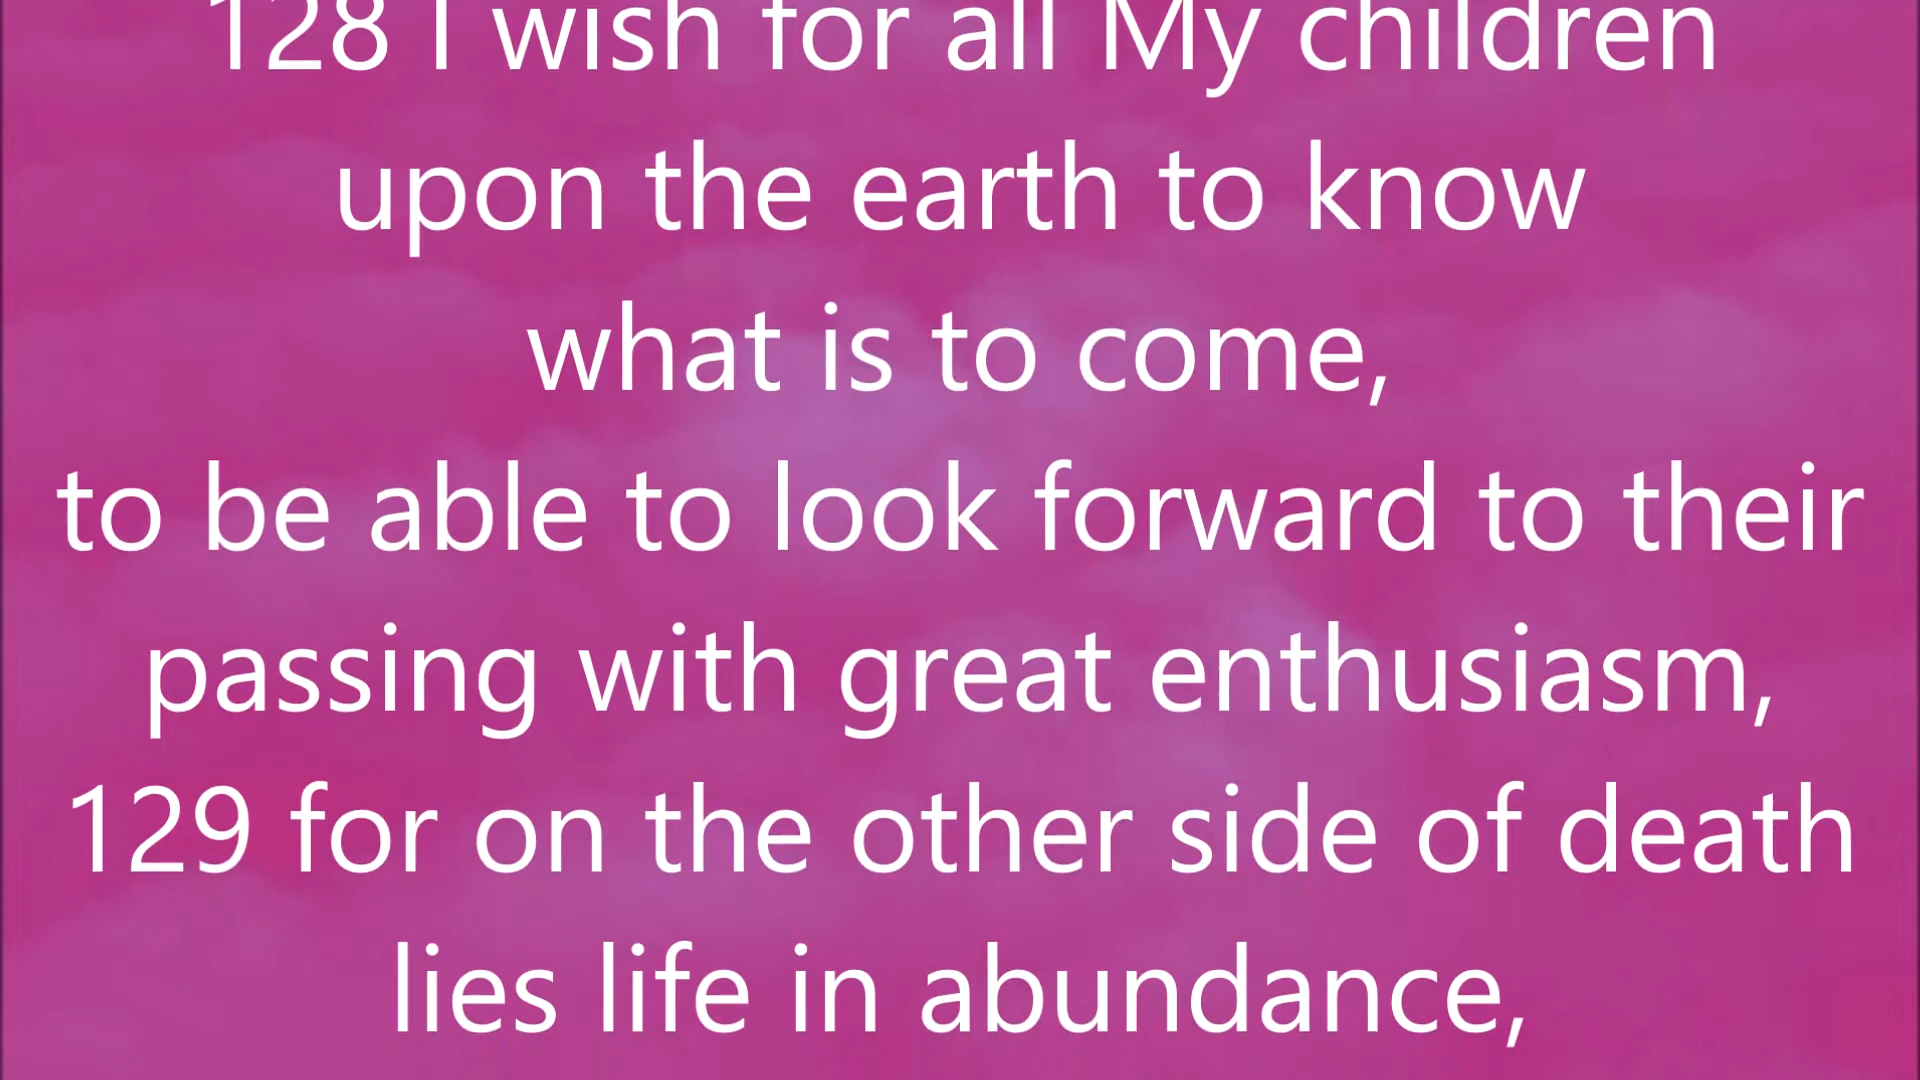 128 I wish for all My children
upon the earth to know
what is to come,
to be able to look forward to their
passing with great enthusiasm,
129 for on the other side of death
lies life in abundance,